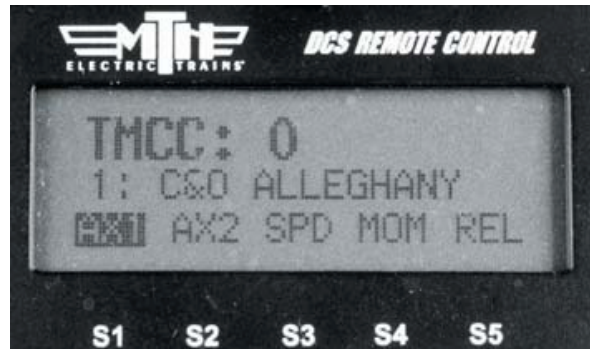 MTH DCS REMOTE CONTROL
ELECTRIC TRAINS®
TMCC: 0
1: C&O ALLEGHANY
AX1 AX2 SPD MOM REL
S1 S2 S3 S4 S5